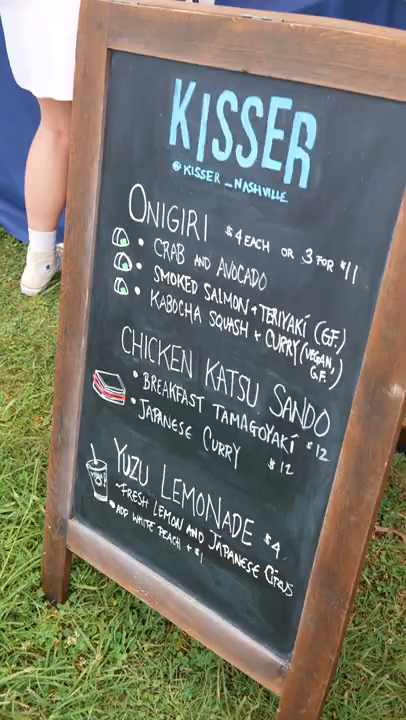 KISSER
@KISSER_NASHVILLE
ONIGIRI $4 EACH OR 3 FOR $11
• CRAB AND AVOCADO
• SMOKED SALMON + TERIYAKI (G.F.)
• KABOCHA SQUASH + CURRY (VEGAN, G.F.)
CHICKEN KATSU SANDO
• BREAKFAST TAMAGOYAKI $12
• JAPANESE CURRY $12
YUZU LEMONADE $4
~FRESH LEMON AND JAPANESE CITRUS
• ADD WHITE PEACH + $1